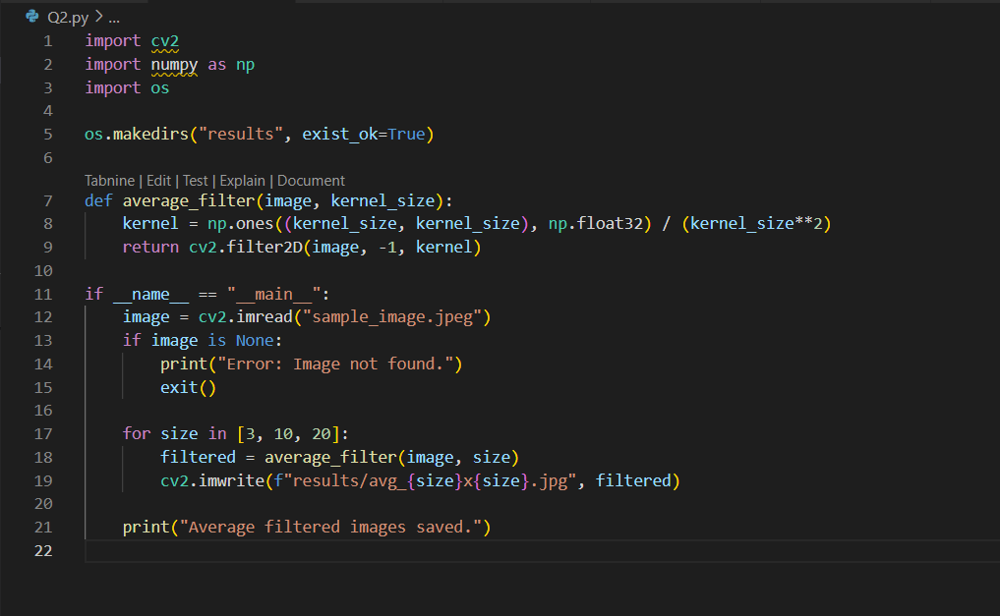 Q2.py > ...
1 import cv2
2 import numpy as np
3 import os
4
5 os.makedirs("results", exist_ok=True)
6
Tabnine | Edit | Test | Explain | Document
7 def average_filter(image, kernel_size):
8     kernel = np.ones((kernel_size, kernel_size), np.float32) / (kernel_size**2)
9     return cv2.filter2D(image, -1, kernel)
10
11 if __name__ == "__main__":
12     image = cv2.imread("sample_image.jpeg")
13     if image is None:
14         print("Error: Image not found.")
15         exit()
16
17     for size in [3, 10, 20]:
18         filtered = average_filter(image, size)
19         cv2.imwrite(f"results/avg_{size}x{size}.jpg", filtered)
20
21     print("Average filtered images saved.")
22